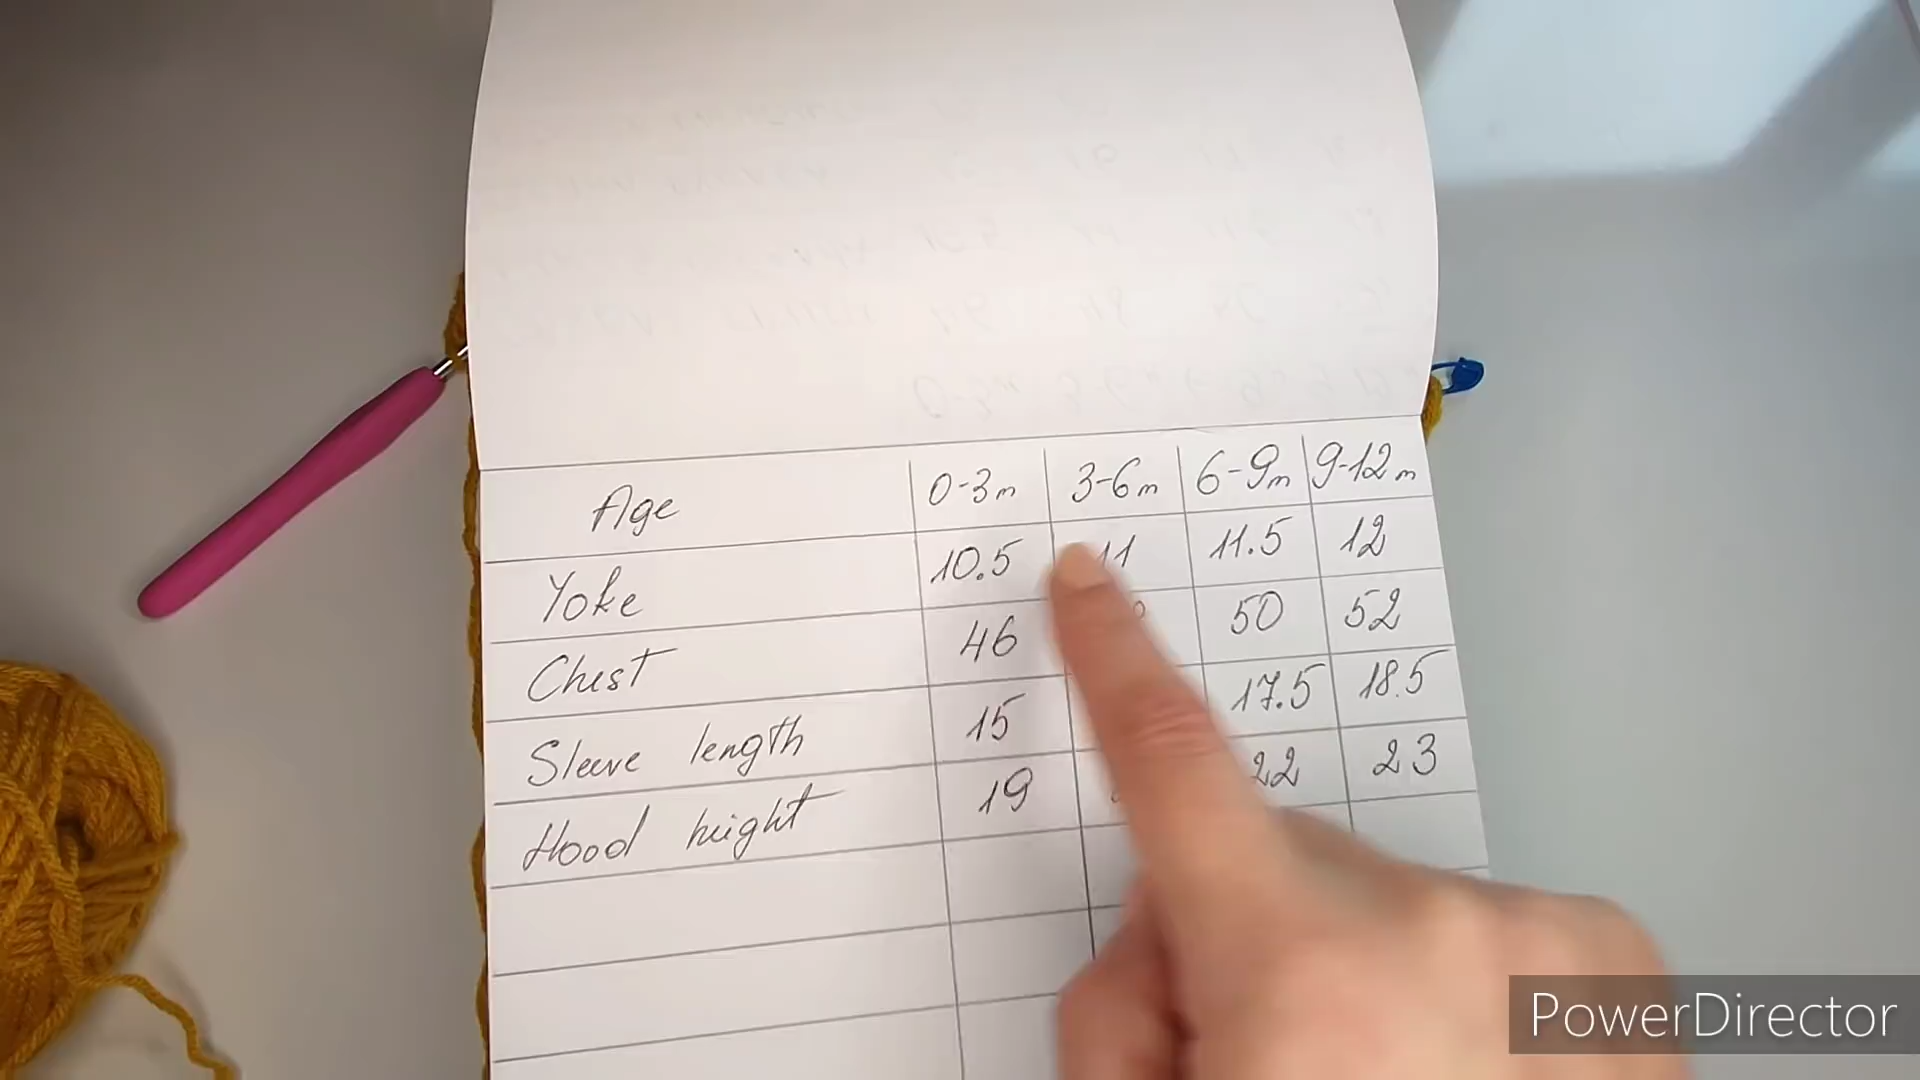 Age 0-3m 3-6m 6-9m 9-12m
Yoke 10.5 11 11.5 12
Chest 46 50 52
Sleeve length 15 17.5 18.5
Hood height 19 22 23
PowerDirector